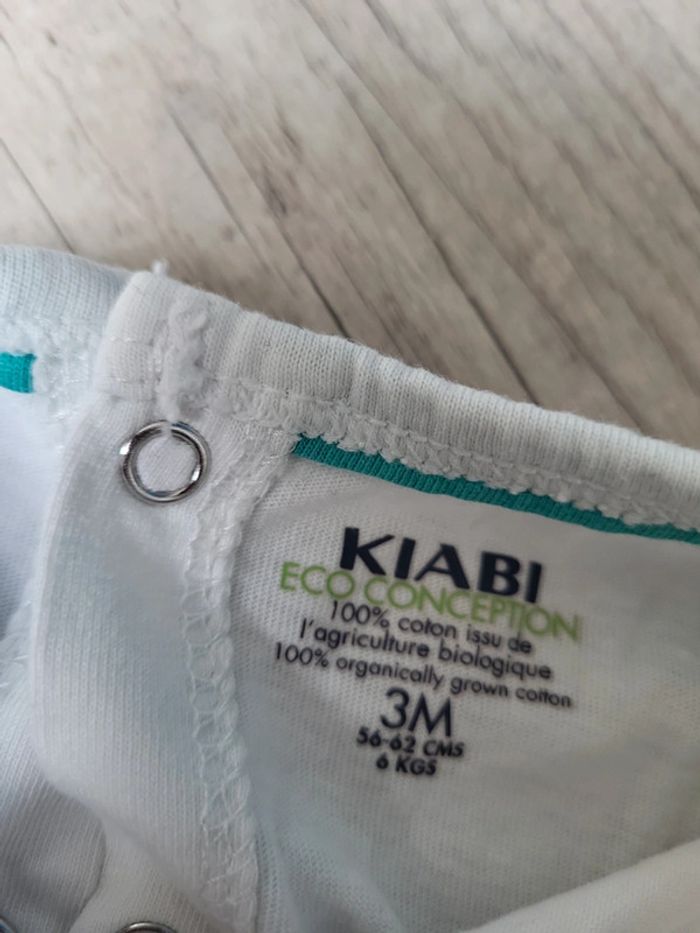 KIABI
ECO CONCEPTION
100% coton issu de
l'agriculture biologique
100% organically grown cotton
3M
56-62 CMS
6 KGS